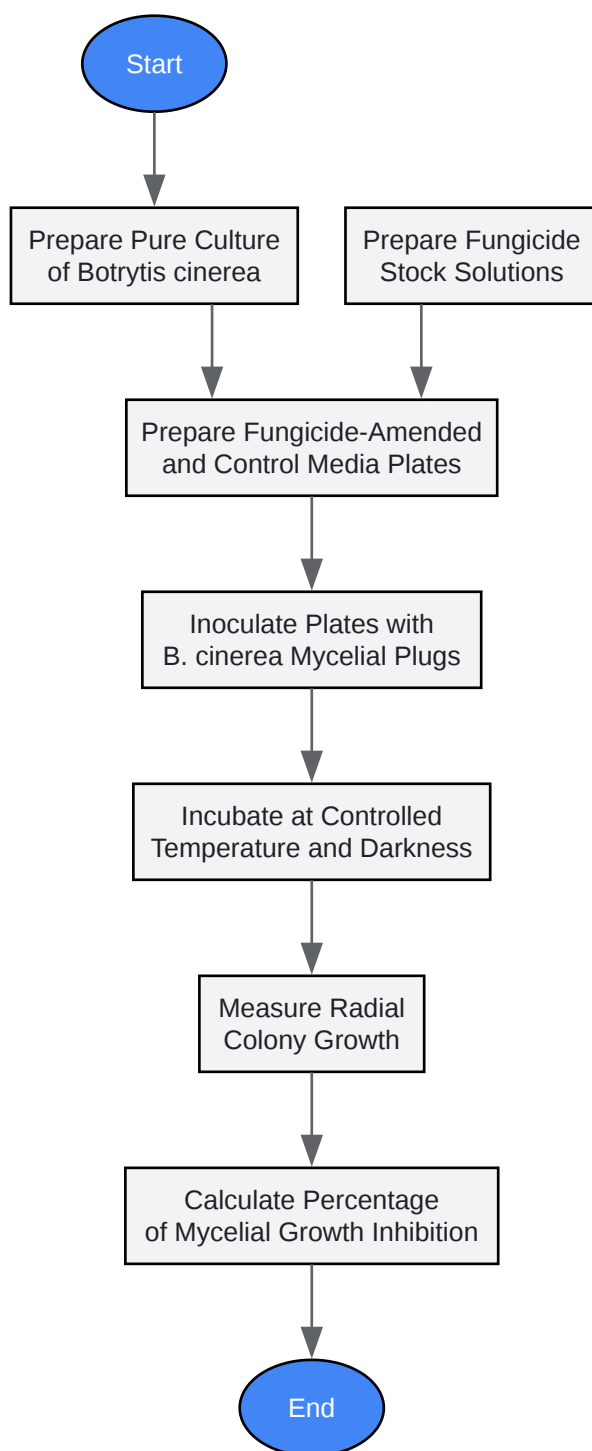 Start
Prepare Pure Culture
of Botrytis cinerea
Prepare Fungicide
Stock Solutions
Prepare Fungicide-Amended
and Control Media Plates
Inoculate Plates with
B. cinerea Mycelial Plugs
Incubate at Controlled
Temperature and Darkness
Measure Radial
Colony Growth
Calculate Percentage
of Mycelial Growth Inhibition
End